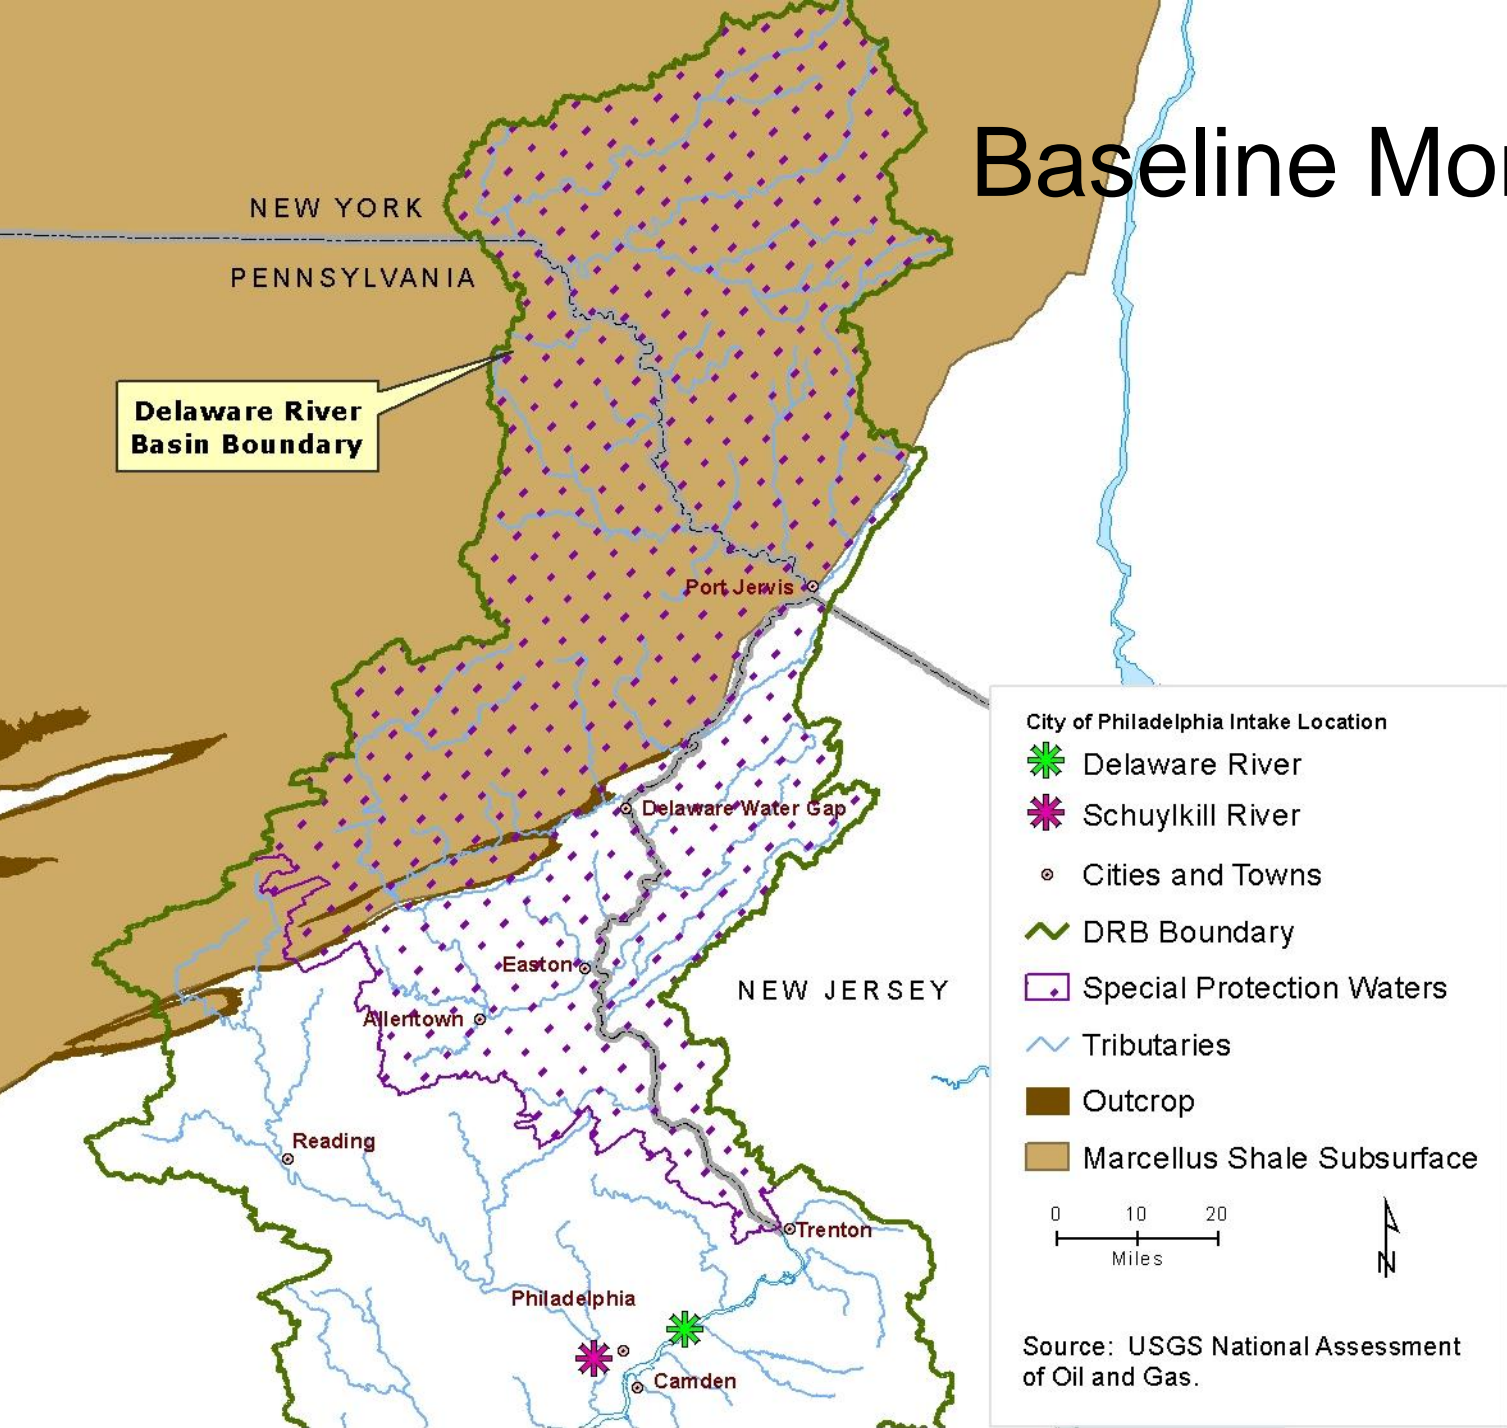 Baseline Mo
NEW YORK
PENNSYLVANIA
Delaware River
Basin Boundary
Port Jervis
Delaware Water Gap
Easton
NEW JERSEY
Allentown
Reading
Trenton
Philadelphia
Camden
City of Philadelphia Intake Location
Delaware River
Schuylkill River
Cities and Towns
DRB Boundary
Special Protection Waters
Tributaries
Outcrop
Marcellus Shale Subsurface
0 10 20
Miles
N
Source: USGS National Assessment
of Oil and Gas.